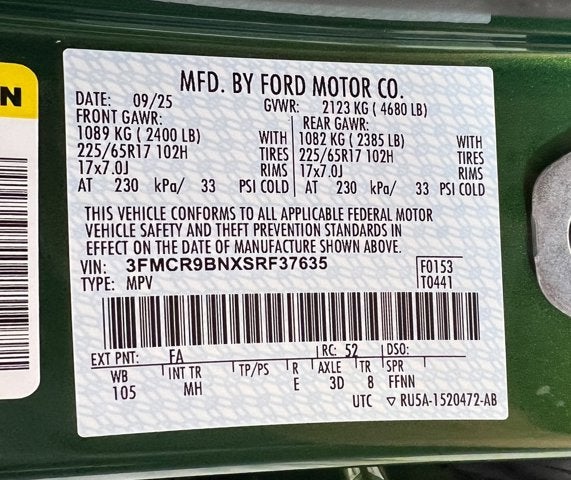 N
MFD. BY FORD MOTOR CO.
DATE: 09/25 GVWR: 2123 KG ( 4680 LB)
FRONT GAWR: REAR GAWR:
1089 KG ( 2400 LB) WITH 1082 KG ( 2385 LB) WITH
225/65R17 102H TIRES 225/65R17 102H TIRES
17x7.0J RIMS 17x7.0J RIMS
AT 230 kPa/ 33 PSI COLD AT 230 kPa/ 33 PSI COLD
THIS VEHICLE CONFORMS TO ALL APPLICABLE FEDERAL MOTOR
VEHICLE SAFETY AND THEFT PREVENTION STANDARDS IN
EFFECT ON THE DATE OF MANUFACTURE SHOWN ABOVE.
VIN: 3FMCR9BNXSRF37635 F0153
TYPE: MPV T0441
EXT PNT: FA RC: 52 DSO:
WB INT TR TP/PS R AXLE TR SPR
105 MH E 3D 8 FFNN
UTC ▽ RU5A-1520472-AB